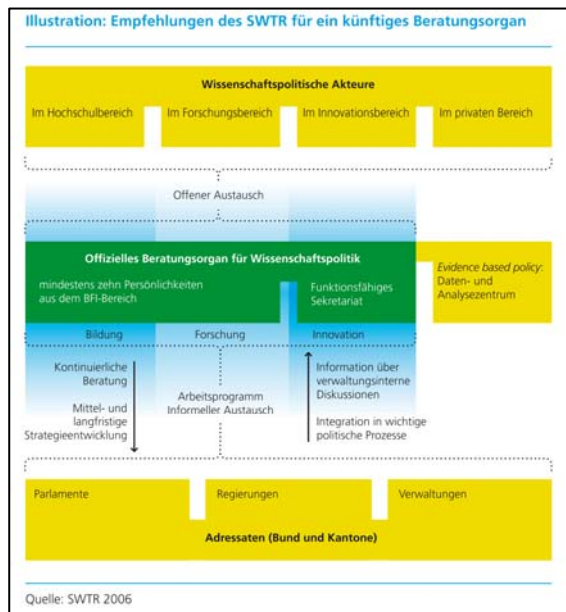 Illustration: Empfehlungen des SWTR für ein künftiges Beratungsorgan
Wissenschaftspolitische Akteure
Im Hochschulbereich
Im Forschungsbereich
Im Innovationsbereich
Im privaten Bereich
Offener Austausch
Offizielles Beratungsorgan für Wissenschaftspolitik
mindestens zehn Persönlichkeiten
aus dem BFI-Bereich
Funktionsfähiges
Sekretariat
Evidence based policy:
Daten- und
Analysezentrum
Bildung
Forschung
Innovation
Kontinuierliche
Beratung
Mittel- und
langfristige
Strategieentwicklung
Arbeitsprogramm
Informeller Austausch
Information über
verwaltungsinterne
Diskussionen
Integration in wichtige
politische Prozesse
Parlamente
Regierungen
Verwaltungen
Adressaten (Bund und Kantone)
Quelle: SWTR 2006